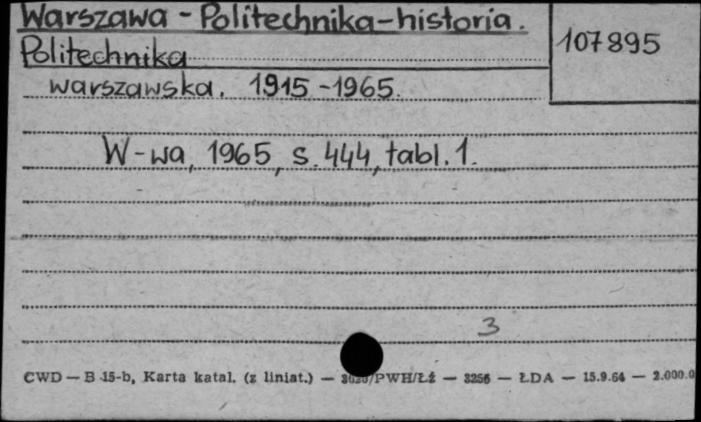 Warszawa - Politechnika - historia.
107895
Politechnika
warszawska. 1915-1965.
W-wa, 1965, s. 444, tabl. 1.
3
CWD — B 15-b, Karta katal. (z liniat.) — PWH/Łź — 3256 — ŁDA — 15.9.64 — 2.000.0